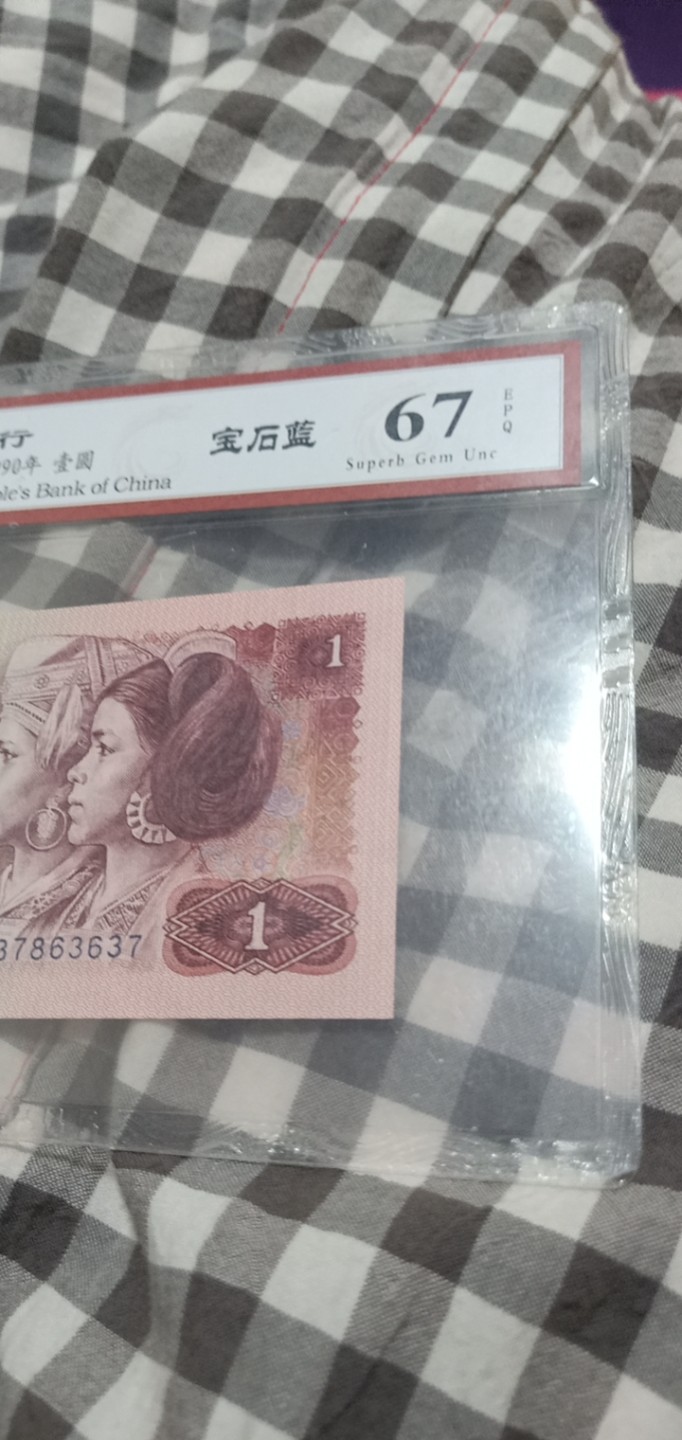 行
宝石蓝
67
EPQ
90年 壹圆
Superb Gem Unc
ple's Bank of China
1
37863637
1